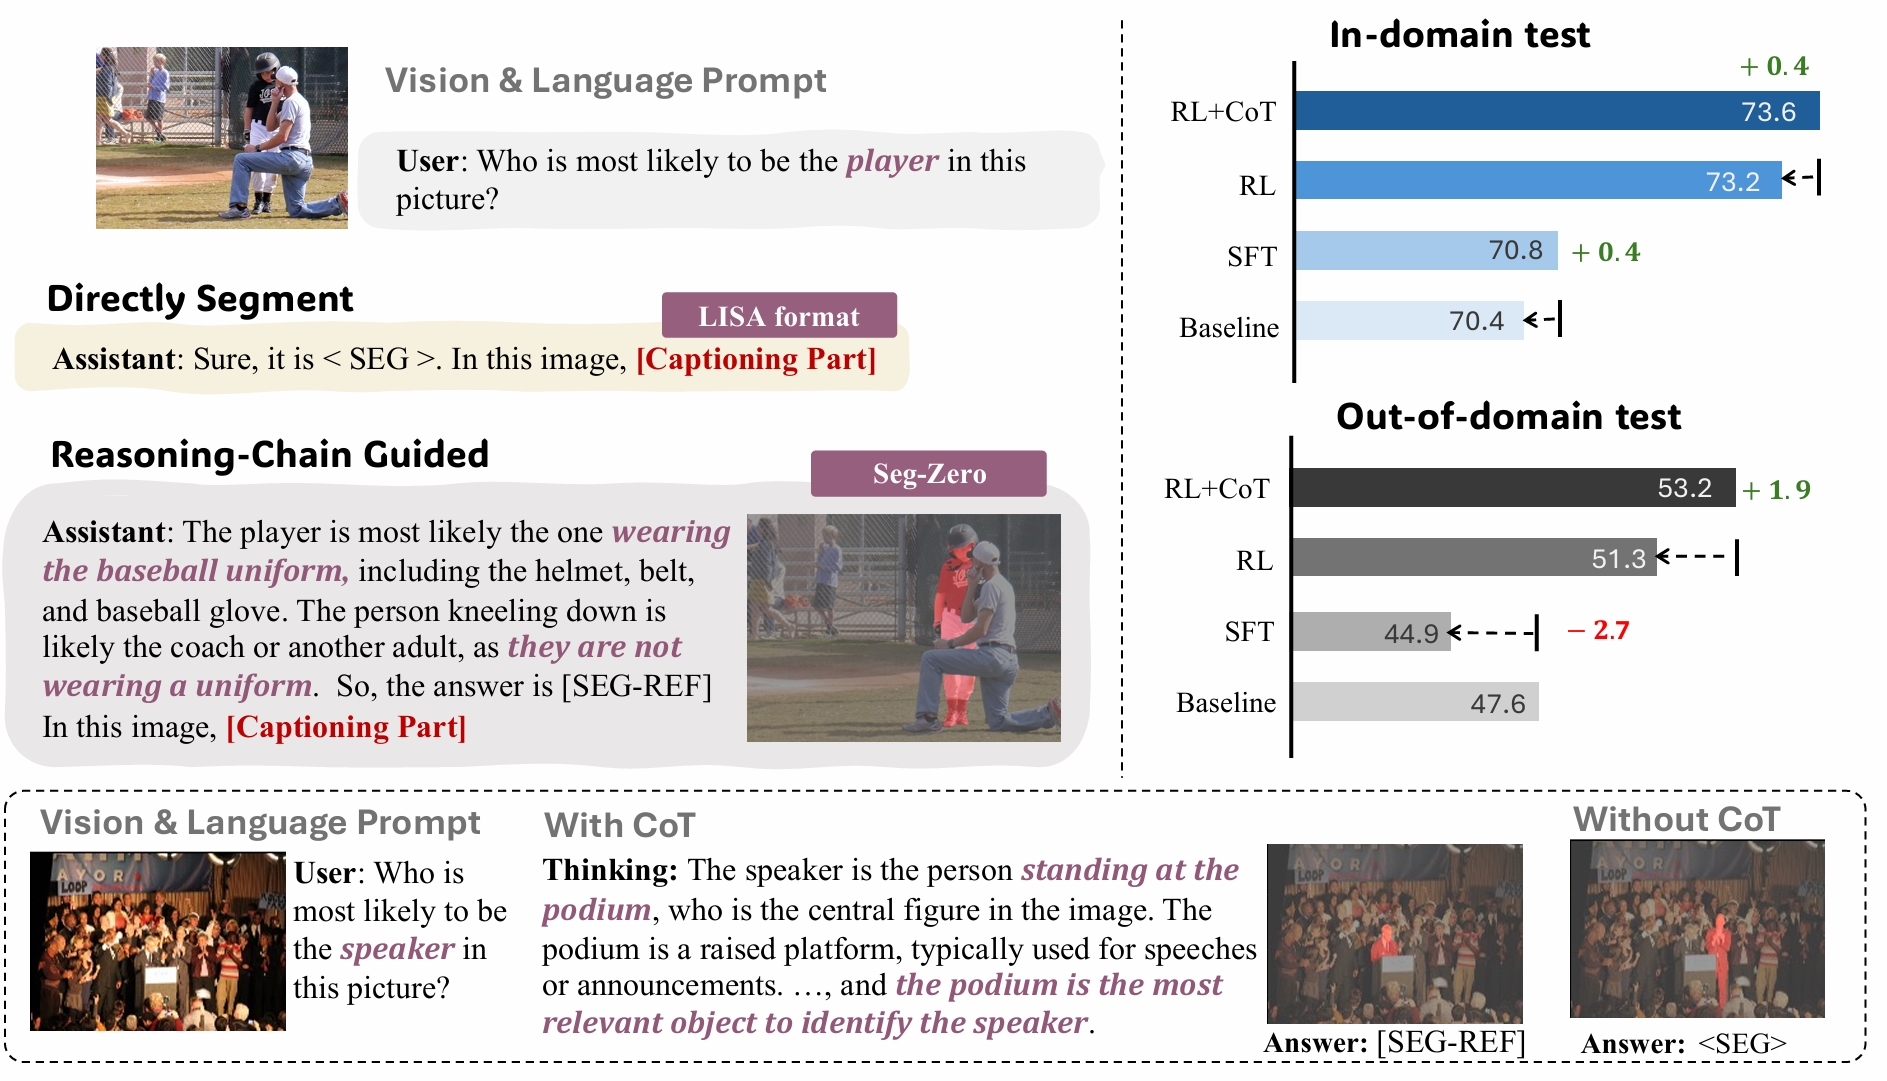 Vision & Language Prompt
User: Who is most likely to be the player in this
picture?
Directly Segment
LISA format
Assistant: Sure, it is < SEG >. In this image, [Captioning Part]
Reasoning-Chain Guided
Seg-Zero
Assistant: The player is most likely the one wearing
the baseball uniform, including the helmet, belt,
and baseball glove. The person kneeling down is
likely the coach or another adult, as they are not
wearing a uniform. So, the answer is [SEG-REF]
In this image, [Captioning Part]
In-domain test
+ 0.4
RL+CoT 73.6
RL 73.2
SFT 70.8 + 0.4
Baseline 70.4
Out-of-domain test
RL+CoT 53.2 + 1.9
RL 51.3
SFT 44.9 − 2.7
Baseline 47.6
Vision & Language Prompt
AYOR
LOOP
User: Who is
most likely to be
the speaker in
this picture?
With CoT
Thinking: The speaker is the person standing at the
podium, who is the central figure in the image. The
podium is a raised platform, typically used for speeches
or announcements. …, and the podium is the most
relevant object to identify the speaker.
AYOR
LOOP
Answer: [SEG-REF]
Without CoT
AYOR
LOOP
Answer: <SEG>